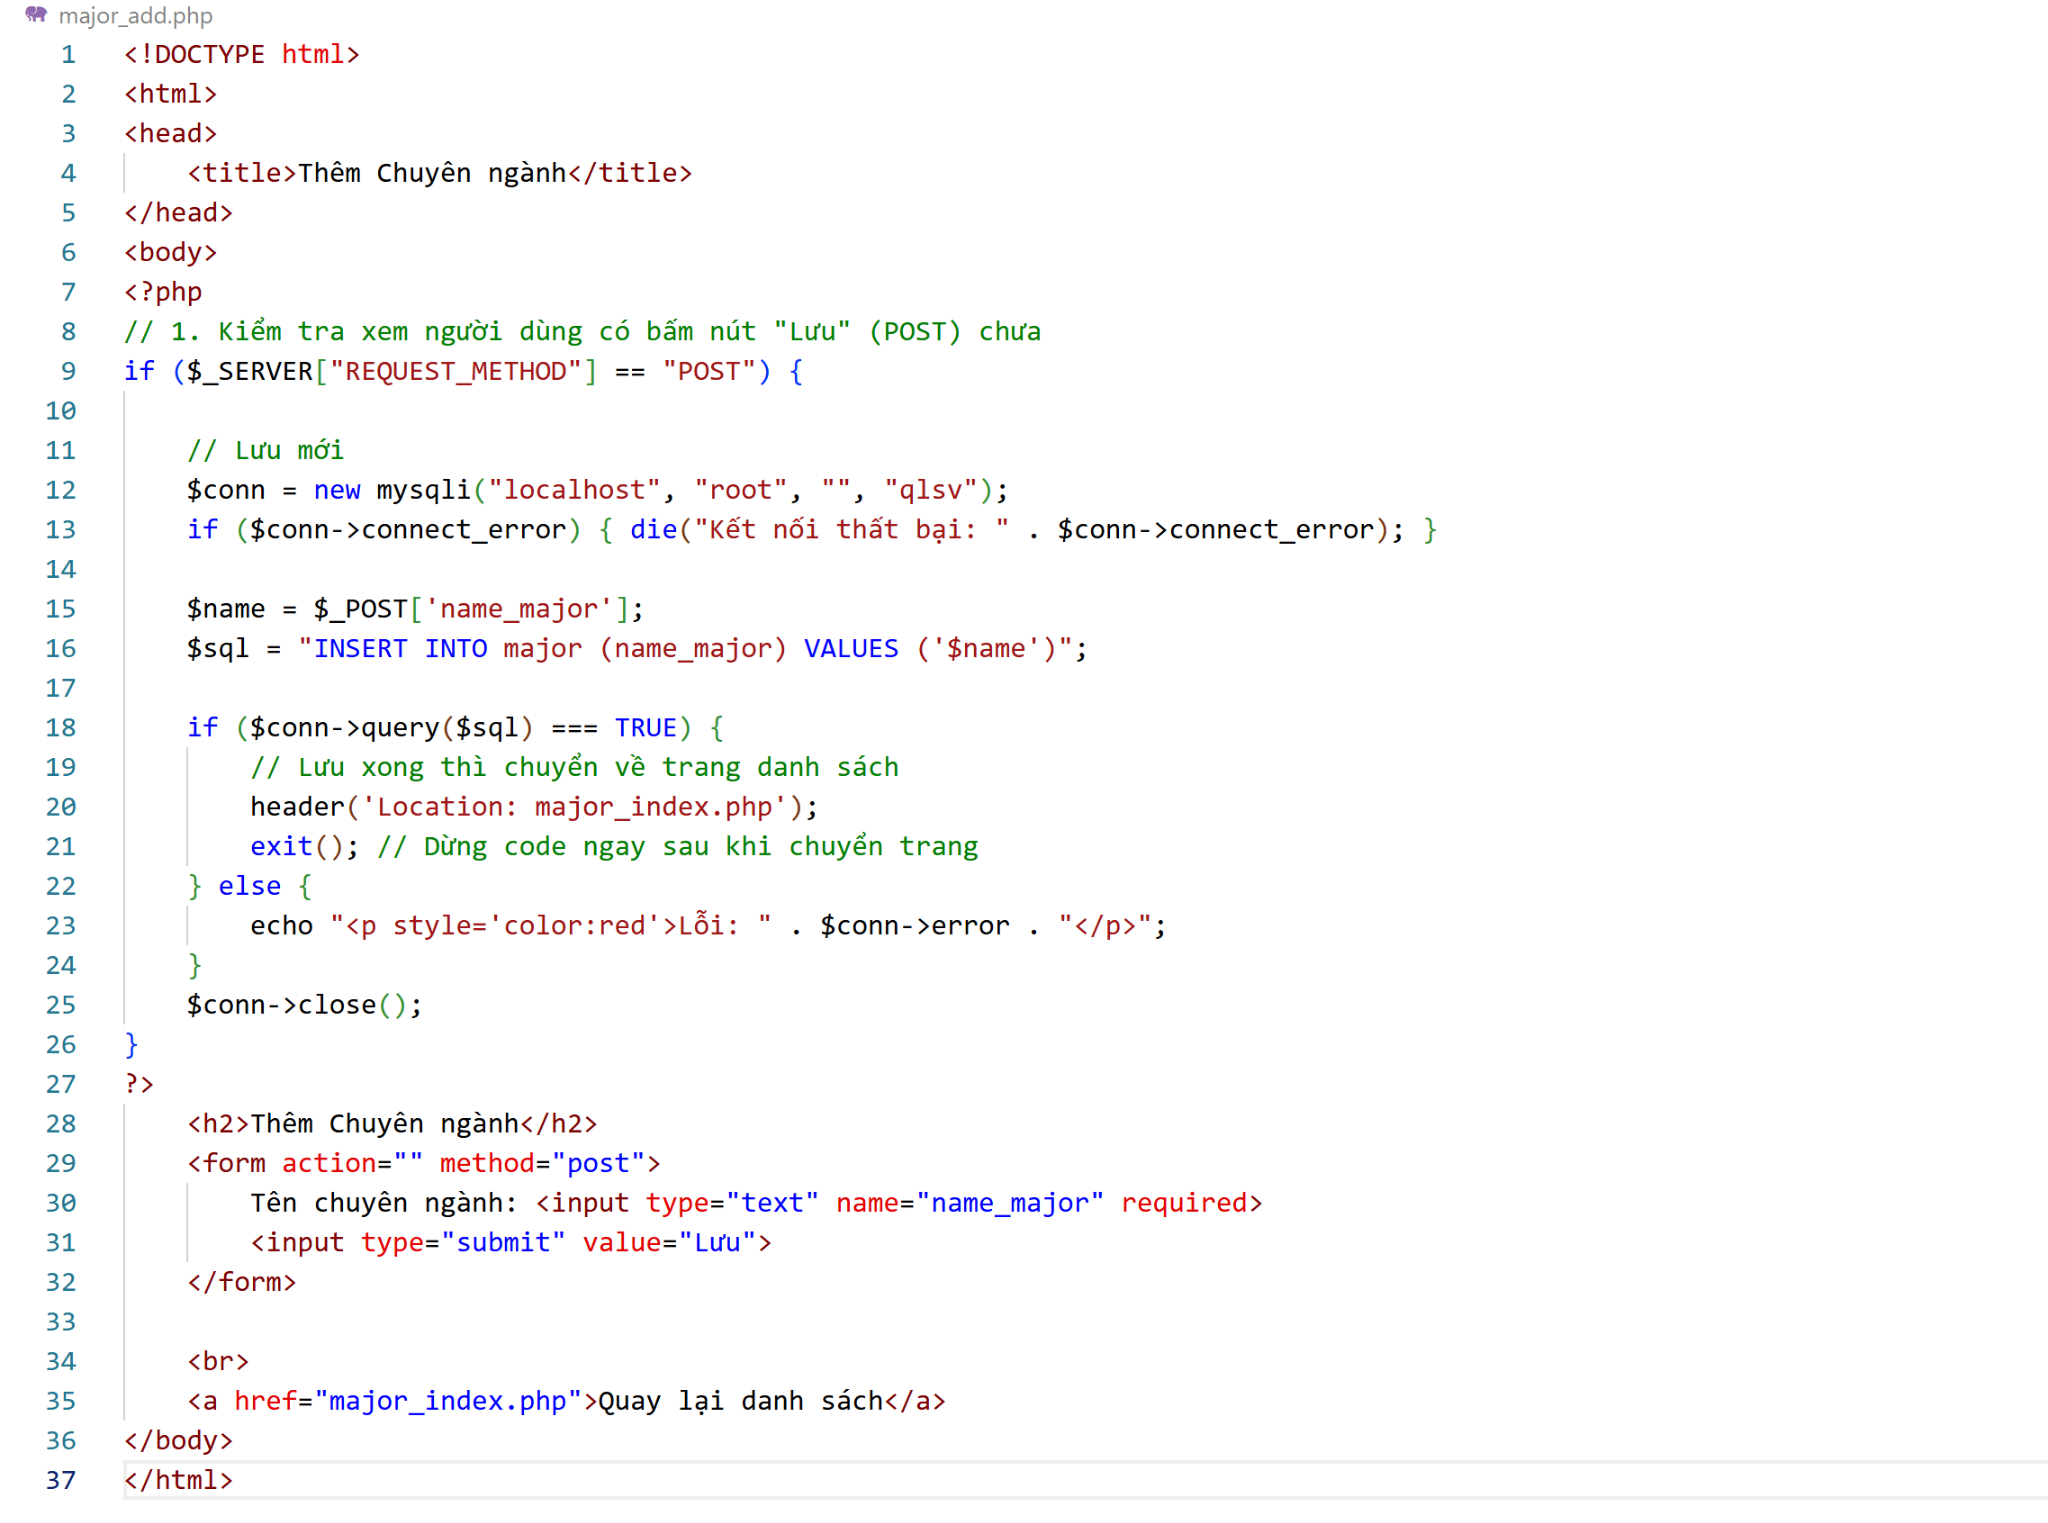 major_add.php
1 <!DOCTYPE html>
2 <html>
3 <head>
4     <title>Thêm Chuyên ngành</title>
5 </head>
6 <body>
7 <?php
8 // 1. Kiểm tra xem người dùng có bấm nút "Lưu" (POST) chưa
9 if ($_SERVER["REQUEST_METHOD"] == "POST") {
10
11     // Lưu mới
12     $conn = new mysqli("localhost", "root", "", "qlsv");
13     if ($conn->connect_error) { die("Kết nối thất bại: " . $conn->connect_error); }
14
15     $name = $_POST['name_major'];
16     $sql = "INSERT INTO major (name_major) VALUES ('$name')";
17
18     if ($conn->query($sql) === TRUE) {
19         // Lưu xong thì chuyển về trang danh sách
20         header('Location: major_index.php');
21         exit(); // Dừng code ngay sau khi chuyển trang
22     } else {
23         echo "<p style='color:red'>Lỗi: " . $conn->error . "</p>";
24     }
25     $conn->close();
26 }
27 ?>
28     <h2>Thêm Chuyên ngành</h2>
29     <form action="" method="post">
30         Tên chuyên ngành: <input type="text" name="name_major" required>
31         <input type="submit" value="Lưu">
32     </form>
33
34     <br>
35     <a href="major_index.php">Quay lại danh sách</a>
36 </body>
37 </html>